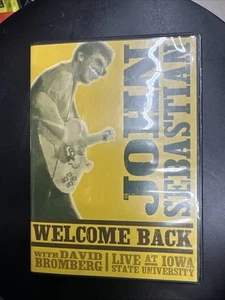 JOHN
SEBASTIAN
WELCOME BACK
WITH DAVID
BROMBERG
LIVE AT IOWA
STATE UNIVERSITY